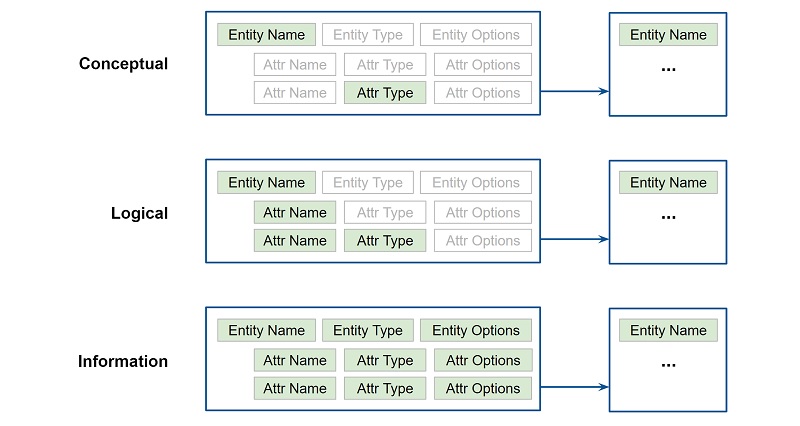 Entity Name Entity Type Entity Options Entity Name
Conceptual Attr Name Attr Type Attr Options ...
Attr Name Attr Type Attr Options
Entity Name Entity Type Entity Options Entity Name
Logical Attr Name Attr Type Attr Options ...
Attr Name Attr Type Attr Options
Entity Name Entity Type Entity Options Entity Name
Information Attr Name Attr Type Attr Options ...
Attr Name Attr Type Attr Options